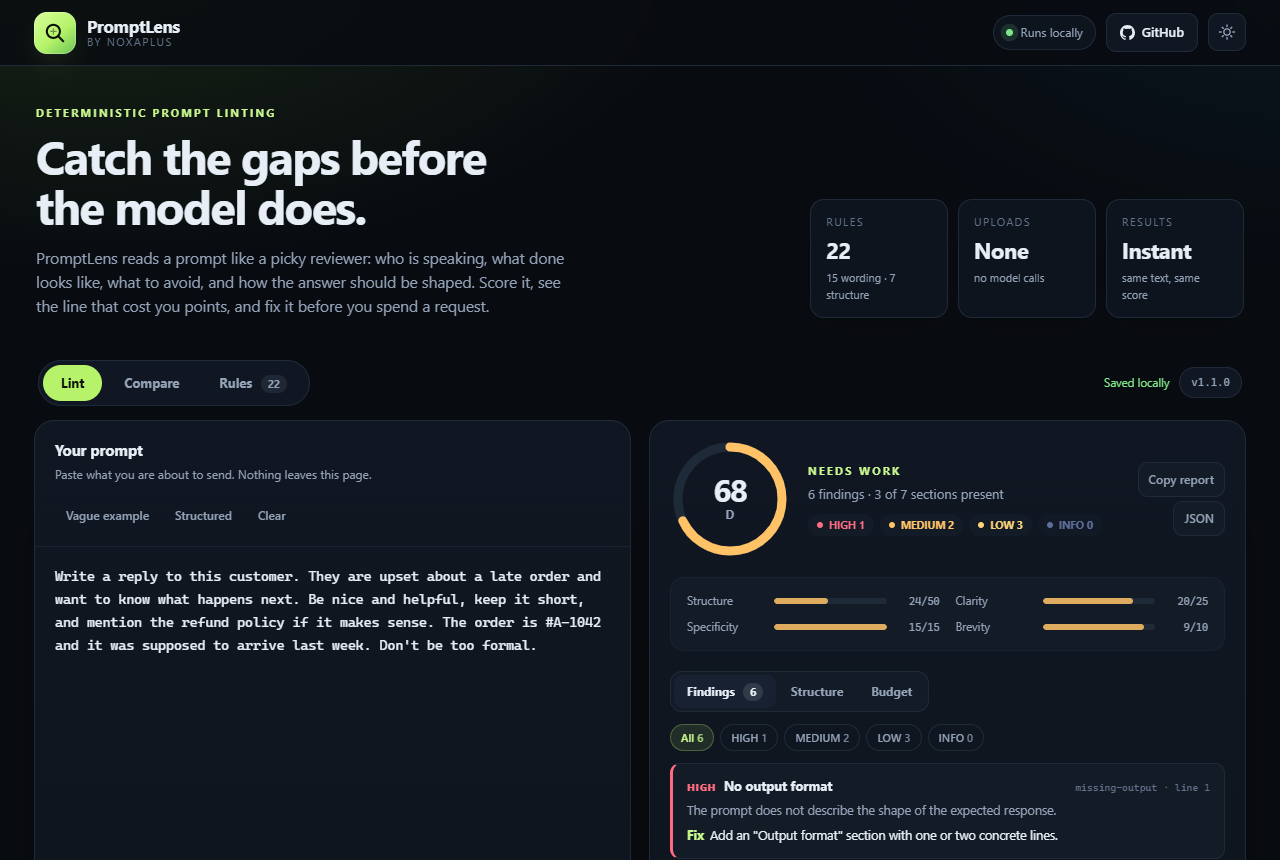 PromptLens
BY NOXAPLUS
Runs locally
GitHub
DETERMINISTIC PROMPT LINTING
Catch the gaps before
the model does.
PromptLens reads a prompt like a picky reviewer: who is speaking, what done
looks like, what to avoid, and how the answer should be shaped. Score it, see
the line that cost you points, and fix it before you spend a request.
RULES
22
15 wording · 7
structure
UPLOADS
None
no model calls
RESULTS
Instant
same text, same
score
Lint
Compare
Rules 22
Saved locally
v1.1.0
Your prompt
Paste what you are about to send. Nothing leaves this page.
Vague example
Structured
Clear
Write a reply to this customer. They are upset about a late order and
want to know what happens next. Be nice and helpful, keep it short,
and mention the refund policy if it makes sense. The order is #A-1042
and it was supposed to arrive last week. Don't be too formal.
68
D
NEEDS WORK
6 findings · 3 of 7 sections present
HIGH 1
MEDIUM 2
LOW 3
INFO 0
Copy report
JSON
Structure 24/50
Clarity 20/25
Specificity 15/15
Brevity 9/10
Findings 6
Structure
Budget
All 6
HIGH 1
MEDIUM 2
LOW 3
INFO 0
HIGH No output format
missing-output · line 1
The prompt does not describe the shape of the expected response.
Fix Add an "Output format" section with one or two concrete lines.